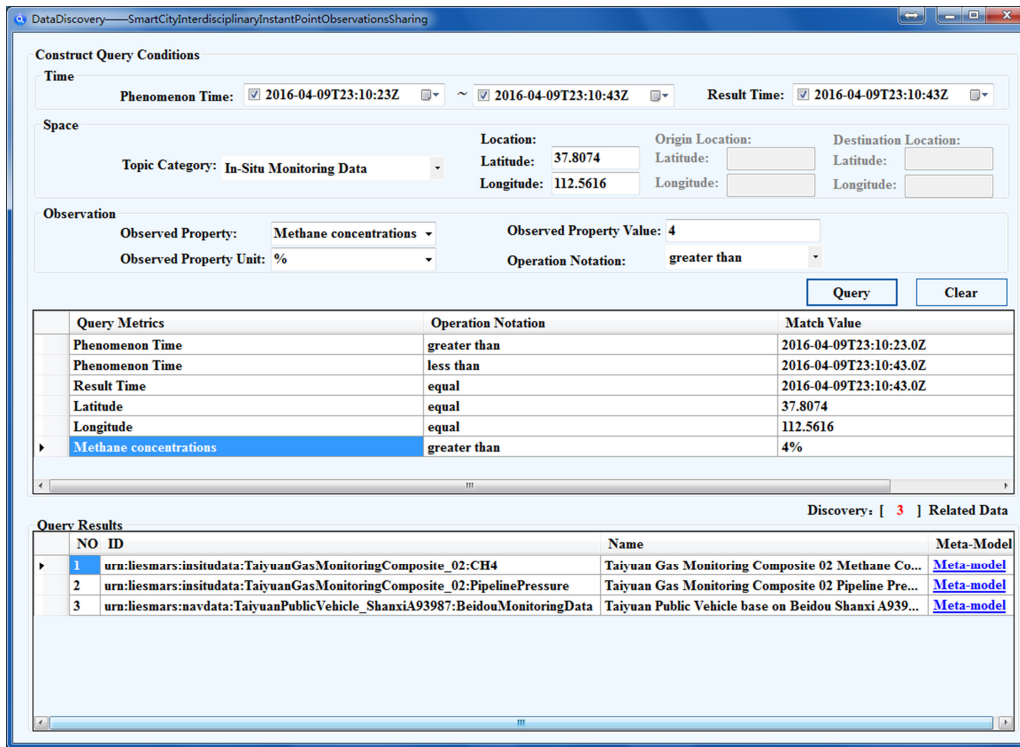 DataDiscovery——SmartCityInterdisciplinaryInstantPointObservationsSharing
Construct Query Conditions
Time
Phenomenon Time: 2016-04-09T23:10:23Z ~ 2016-04-09T23:10:43Z Result Time: 2016-04-09T23:10:43Z
Space
Location: Origin Location: Destination Location:
Topic Category: In-Situ Monitoring Data
Latitude: 37.8074 Latitude: Latitude:
Longitude: 112.5616 Longitude: Longitude:
Observation
Observed Property: Methane concentrations Observed Property Value: 4
Observed Property Unit: % Operation Notation: greater than
Query Clear
Query Metrics Operation Notation Match Value
Phenomenon Time greater than 2016-04-09T23:10:23.0Z
Phenomenon Time less than 2016-04-09T23:10:43.0Z
Result Time equal 2016-04-09T23:10:43.0Z
Latitude equal 37.8074
Longitude equal 112.5616
Methane concentrations greater than 4%
Discovery: [ 3 ] Related Data
Query Results
NO ID Name Meta-Model
1 urn:liesmars:insitudata:TaiyuanGasMonitoringComposite_02:CH4 Taiyuan Gas Monitoring Composite 02 Methane Co... Meta-model
2 urn:liesmars:insitudata:TaiyuanGasMonitoringComposite_02:PipelinePressure Taiyuan Gas Monitoring Composite 02 Pipeline Pre... Meta-model
3 urn:liesmars:navdata:TaiyuanPublicVehicle_ShanxiA93987:BeidouMonitoringData Taiyuan Public Vehicle base on Beidou Shanxi A939... Meta-model